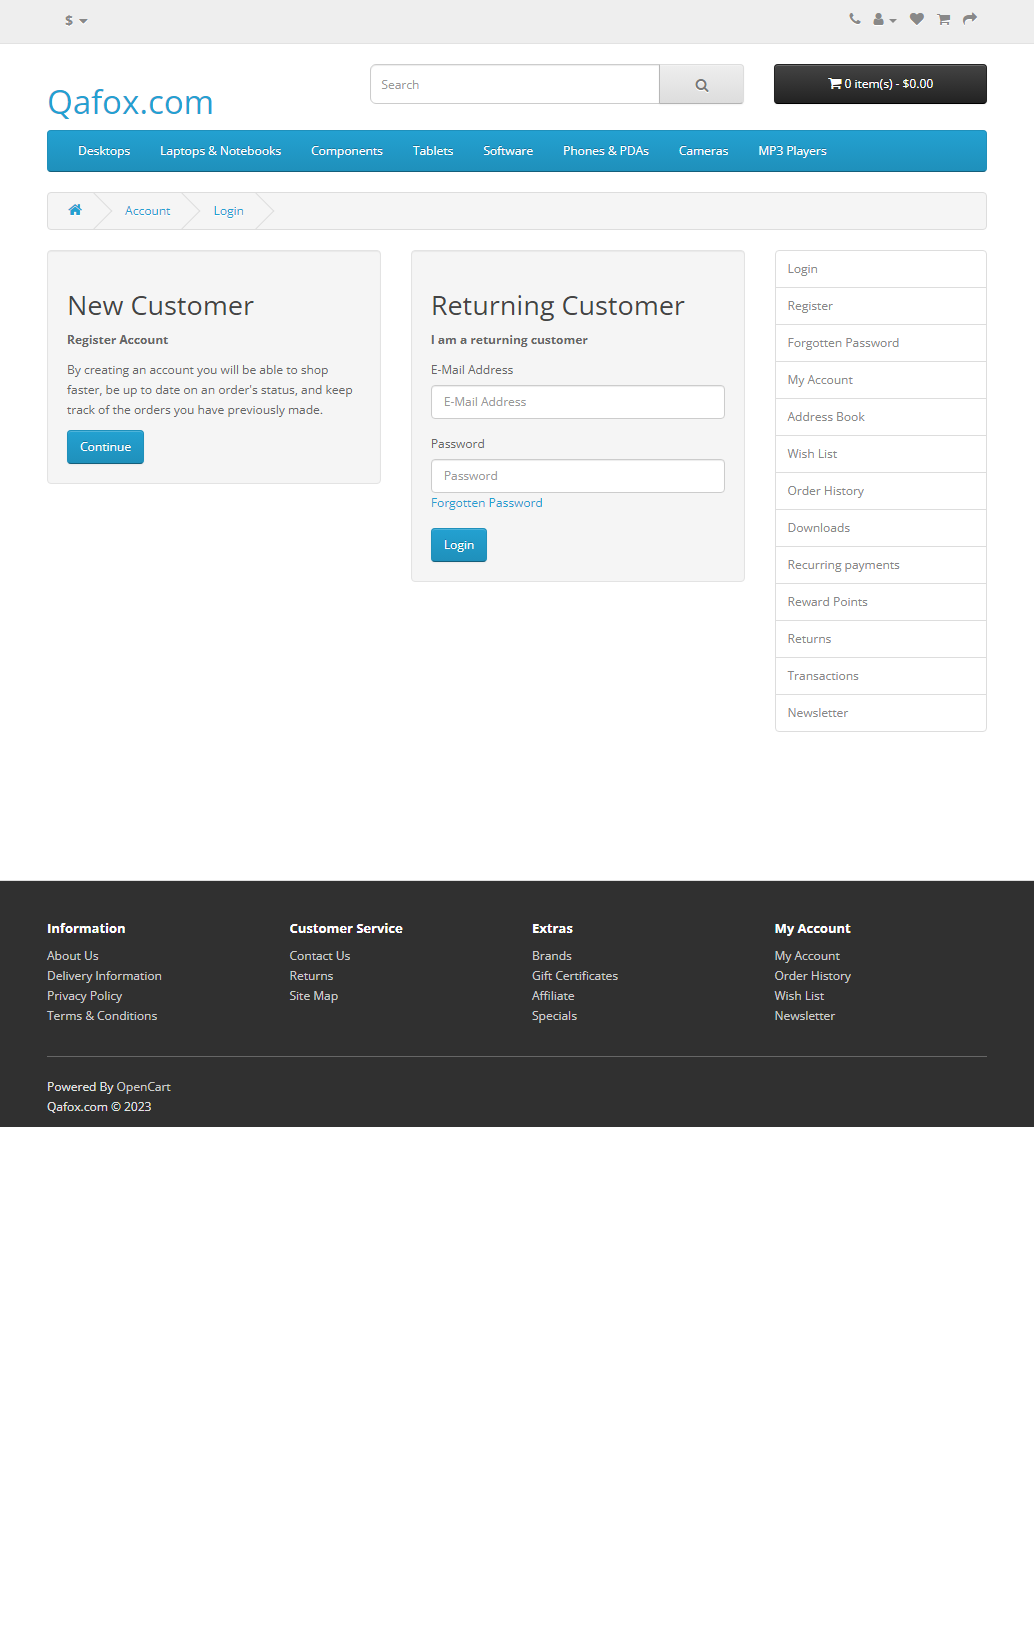 $
Qafox.com
Search
0 item(s) - $0.00
Desktops
Laptops & Notebooks
Components
Tablets
Software
Phones & PDAs
Cameras
MP3 Players
Account
Login
New Customer
Register Account
By creating an account you will be able to shop
faster, be up to date on an order's status, and keep
track of the orders you have previously made.
Continue
Returning Customer
I am a returning customer
E-Mail Address
E-Mail Address
Password
Password
Forgotten Password
Login
Login
Register
Forgotten Password
My Account
Address Book
Wish List
Order History
Downloads
Recurring payments
Reward Points
Returns
Transactions
Newsletter
Information
About Us
Delivery Information
Privacy Policy
Terms & Conditions
Customer Service
Contact Us
Returns
Site Map
Extras
Brands
Gift Certificates
Affiliate
Specials
My Account
My Account
Order History
Wish List
Newsletter
Powered By OpenCart
Qafox.com © 2023